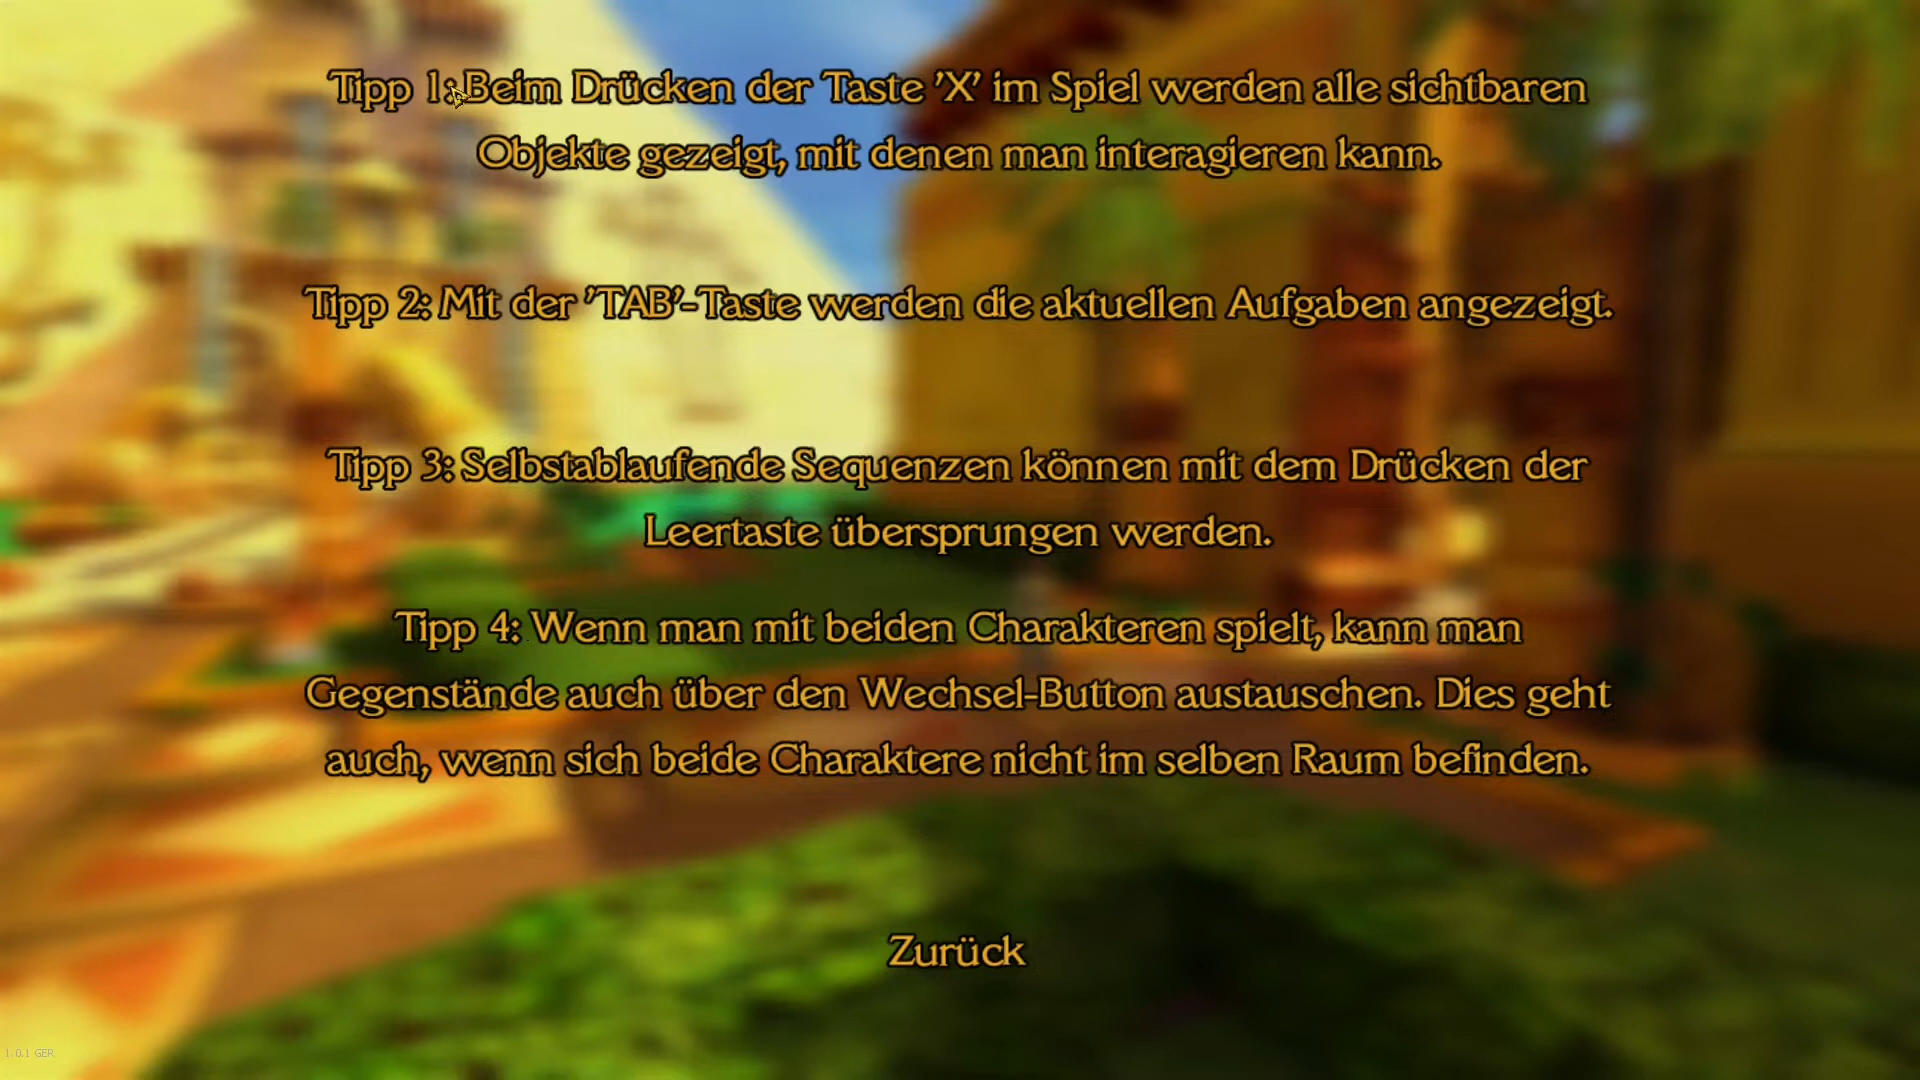 Tipp 1: Beim Drücken der Taste 'X' im Spiel werden alle sichtbaren
Objekte gezeigt, mit denen man interagieren kann.
Tipp 2: Mit der 'TAB'-Taste werden die aktuellen Aufgaben angezeigt.
Tipp 3: Selbstablaufende Sequenzen können mit dem Drücken der
Leertaste übersprungen werden.
Tipp 4: Wenn man mit beiden Charakteren spielt, kann man
Gegenstände auch über den Wechsel-Button austauschen. Dies geht
auch, wenn sich beide Charaktere nicht im selben Raum befinden.
Zurück
1.0.1 GER